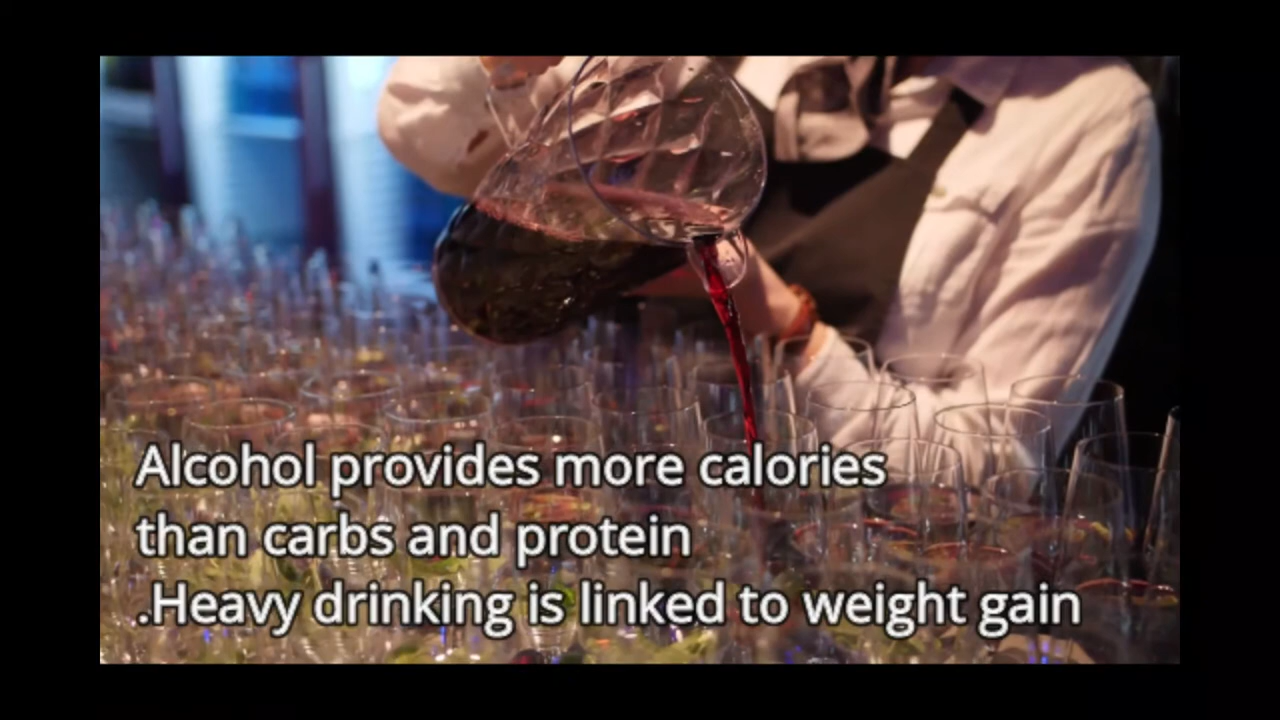 Alcohol provides more calories
than carbs and protein
.Heavy drinking is linked to weight gain